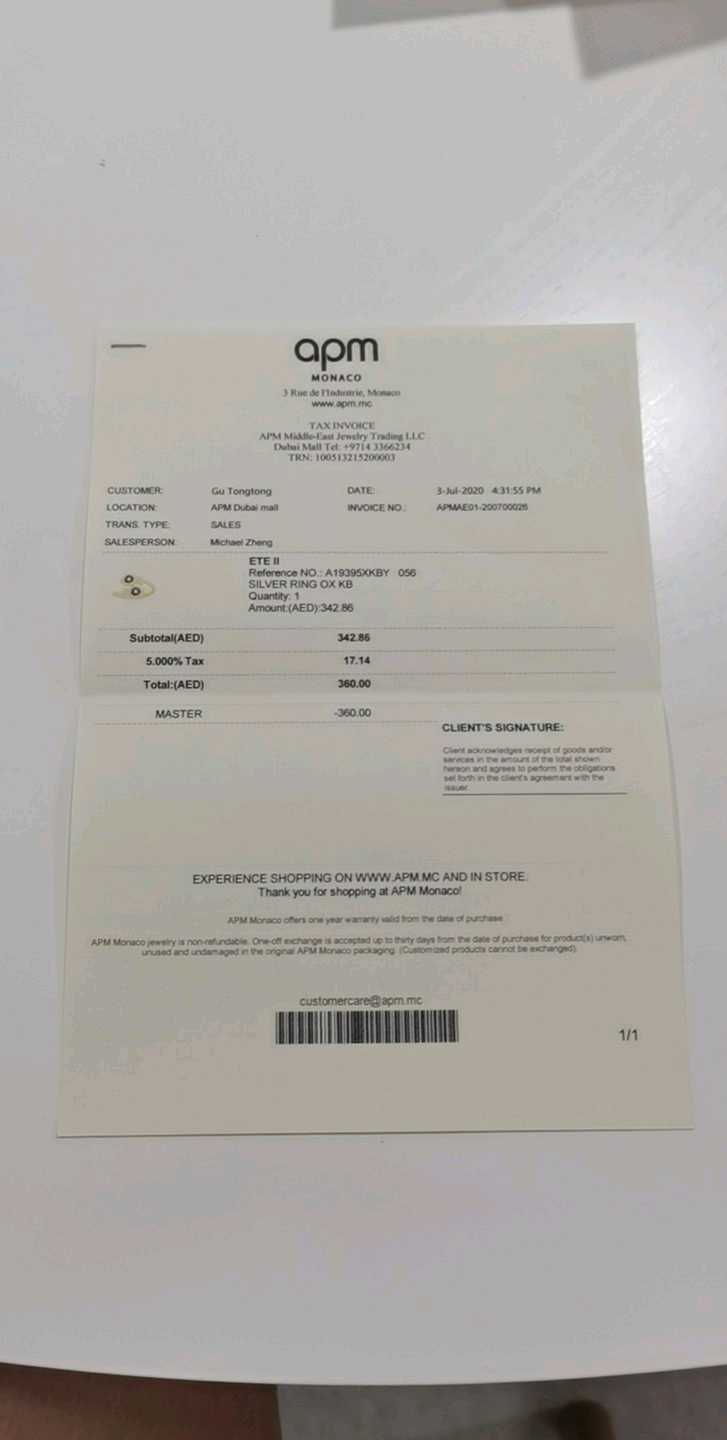 apm
MONACO
3 Rue de l'Industrie, Monaco
www.apm.mc
TAX INVOICE
APM Middle-East Jewelry Trading LLC
Dubai Mall Tel: +9714 3366234
TRN: 100513215200003
CUSTOMER: Gu Tongtong DATE: 3-Jul-2020 4:31:55 PM
LOCATION: APM Dubai mall INVOICE NO.: APMAE01-200700026
TRANS. TYPE: SALES
SALESPERSON: Michael Zheng
ETE II
Reference NO.: A19395XKBY 056
SILVER RING OX KB
Quantity: 1
Amount:(AED):342.86
Subtotal(AED) 342.86
5.000% Tax 17.14
Total:(AED) 360.00
MASTER -360.00
CLIENT'S SIGNATURE:
Client acknowledges receipt of goods and/or
services in the amount of the total shown
hereon and agrees to perform the obligations
set forth in the client's agreement with the
issuer.
EXPERIENCE SHOPPING ON WWW.APM.MC AND IN STORE.
Thank you for shopping at APM Monaco!
APM Monaco offers one year warranty valid from the date of purchase.
APM Monaco jewelry is non-refundable. One-off exchange is accepted up to thirty days from the date of purchase for product(s) unworn,
unused and undamaged in the original APM Monaco packaging. (Customized products cannot be exchanged).
customercare@apm.mc
1/1